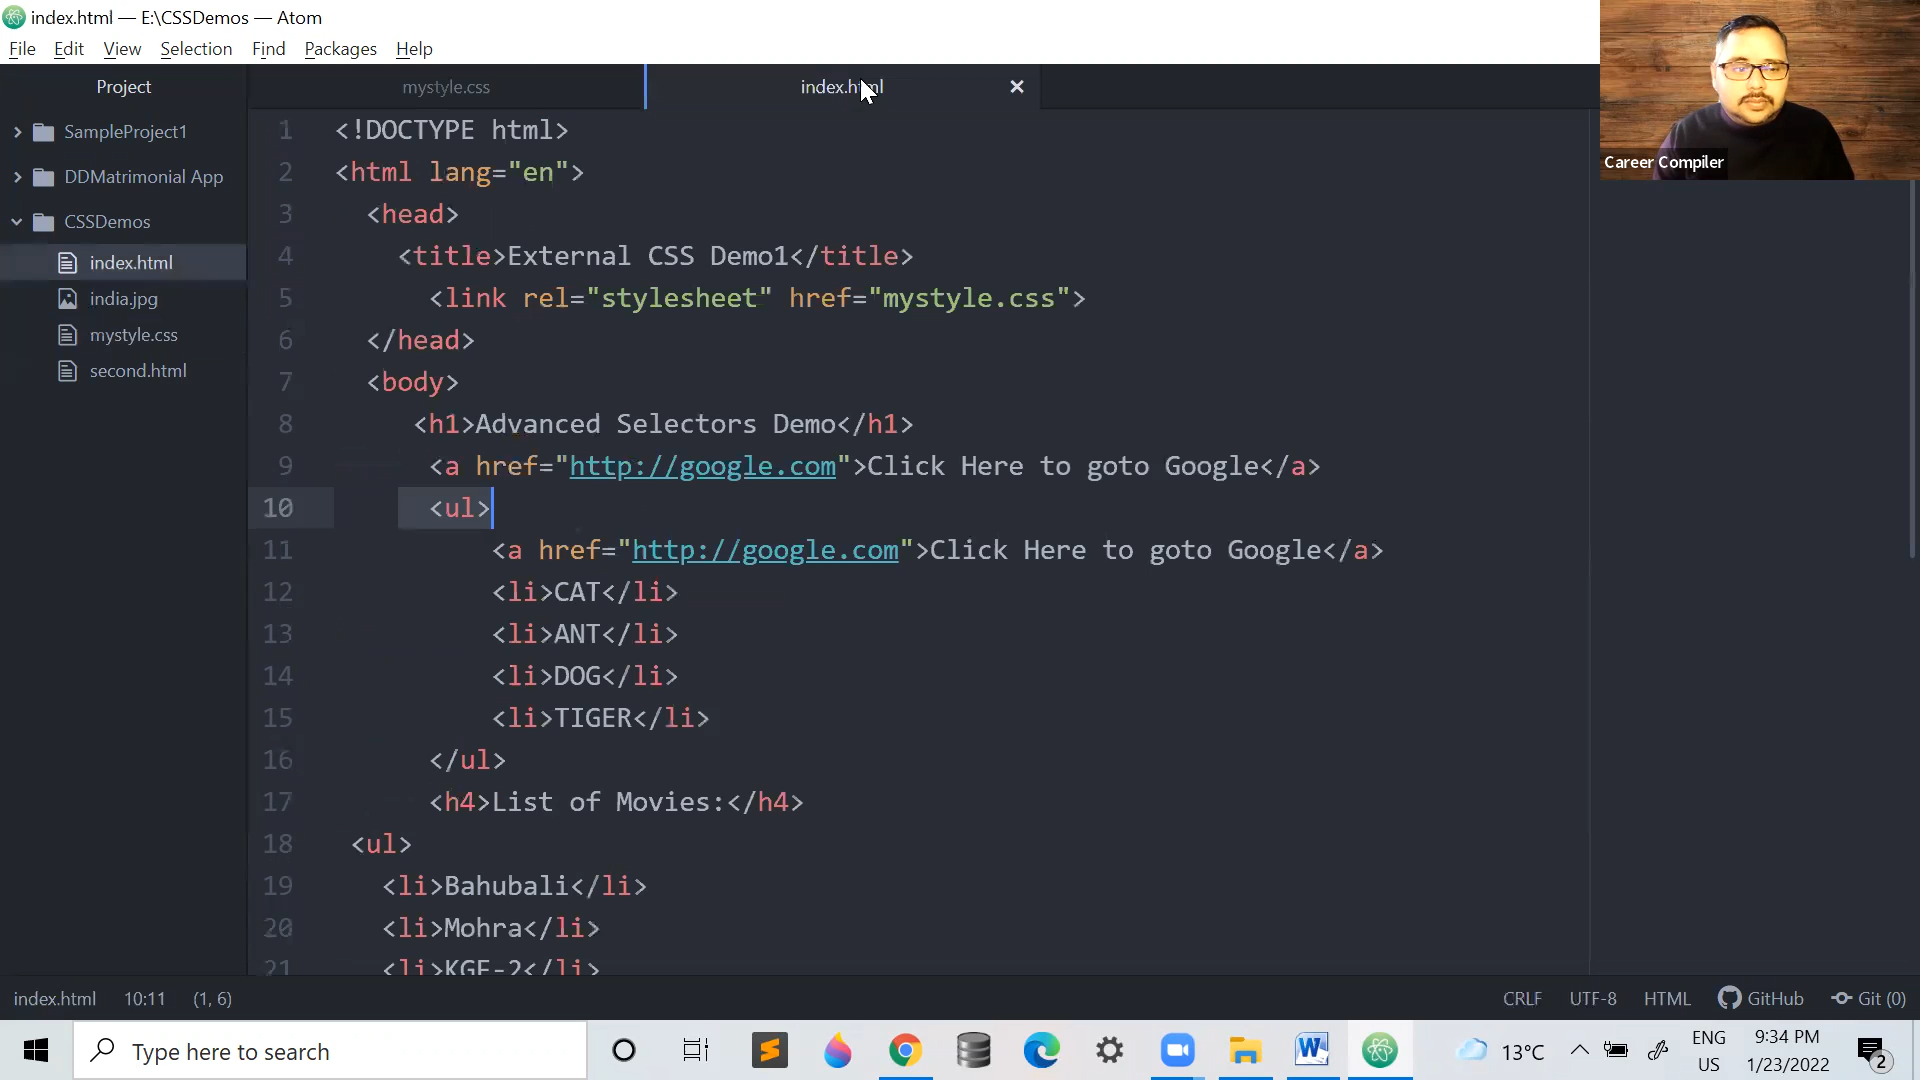 index.html — E:\CSSDemos — Atom
File Edit View Selection Find Packages Help
Career Compiler
Project
mystyle.css
index.html
SampleProject1
DDMatrimonial App
CSSDemos
index.html
india.jpg
mystyle.css
second.html
1 <!DOCTYPE html>
2 <html lang="en">
3 <head>
4 <title>External CSS Demo1</title>
5 <link rel="stylesheet" href="mystyle.css">
6 </head>
7 <body>
8 <h1>Advanced Selectors Demo</h1>
9 <a href="http://google.com">Click Here to goto Google</a>
10 <ul>
11 <a href="http://google.com">Click Here to goto Google</a>
12 <li>CAT</li>
13 <li>ANT</li>
14 <li>DOG</li>
15 <li>TIGER</li>
16 </ul>
17 <h4>List of Movies:</h4>
18 <ul>
19 <li>Bahubali</li>
20 <li>Mohra</li>
21 <li>KGF-2</li>
index.html 10:11 (1, 6)
CRLF UTF-8 HTML GitHub Git (0)
Type here to search
13°C
ENG
US
9:34 PM
1/23/2022
2